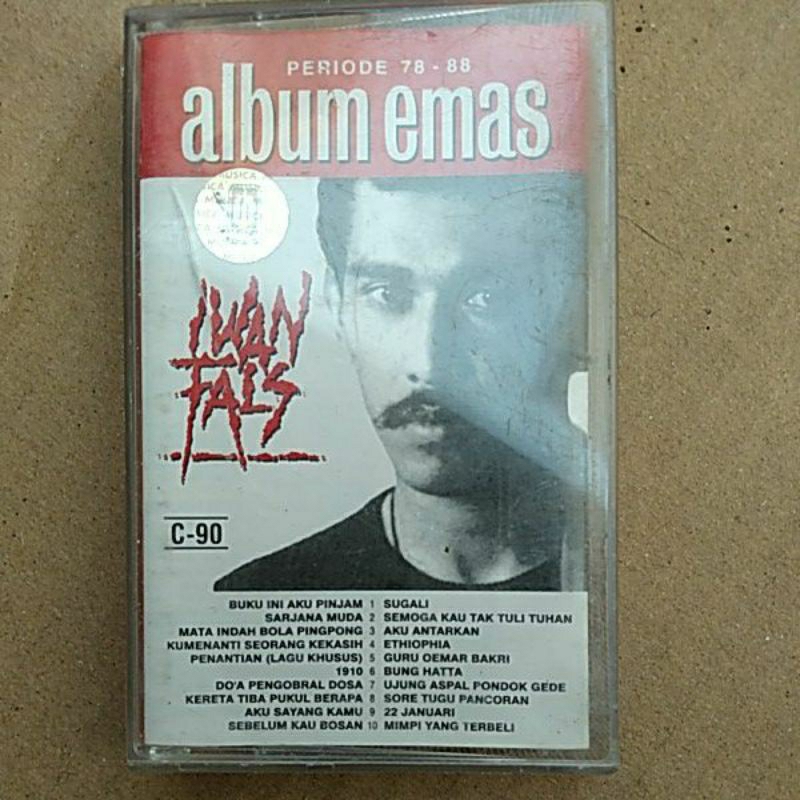 PERIODE 78 - 88
album emas
MUSICA
IWAN
FALS
C-90
BUKU INI AKU PINJAM 1 SUGALI
SARJANA MUDA 2 SEMOGA KAU TAK TULI TUHAN
MATA INDAH BOLA PINGPONG 3 AKU ANTARKAN
KUMENANTI SEORANG KEKASIH 4 ETHIOPHIA
PENANTIAN (LAGU KHUSUS) 5 GURU OEMAR BAKRI
1910 6 BUNG HATTA
DO'A PENGOBRAL DOSA 7 UJUNG ASPAL PONDOK GEDE
KERETA TIBA PUKUL BERAPA 8 SORE TUGU PANCORAN
AKU SAYANG KAMU 9 22 JANUARI
SEBELUM KAU BOSAN 10 MIMPI YANG TERBELI